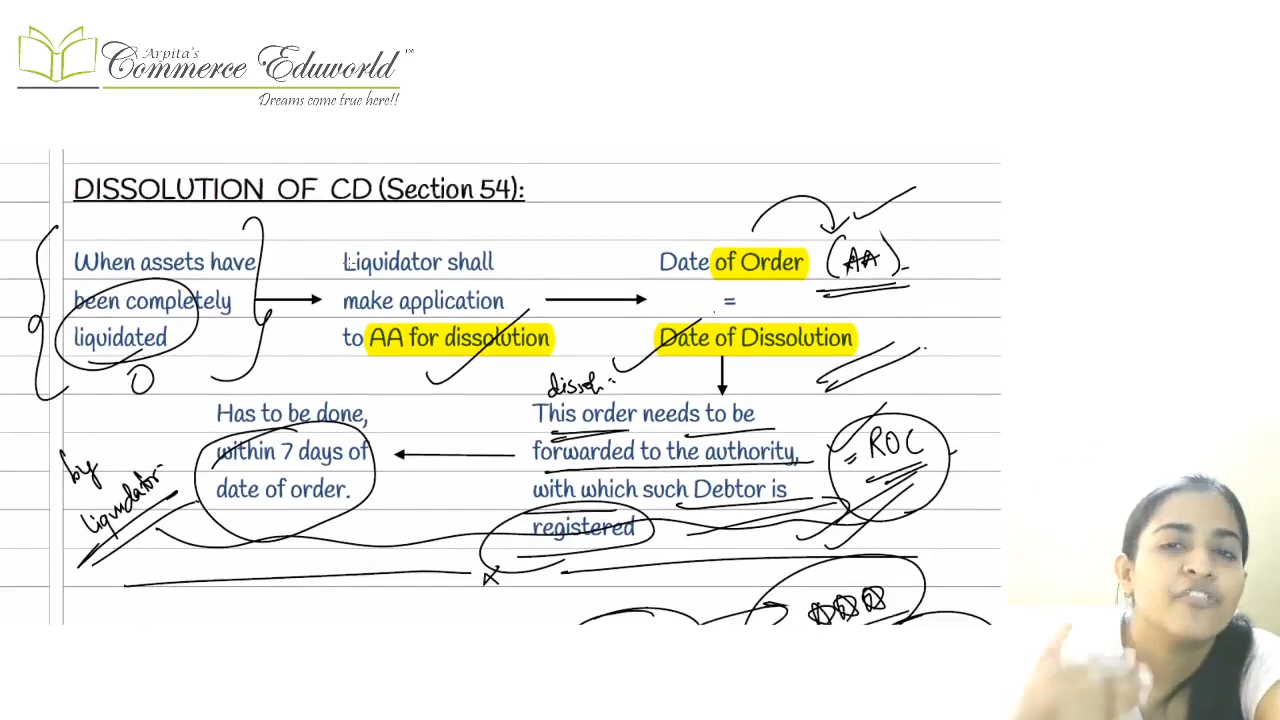 Arpita's
Commerce Eduworld™
Dreams come true here!!
DISSOLUTION OF CD (Section 54):
When assets have
been completely
liquidated
0
Liquidator shall
make application
to AA for dissolution
Date of Order
(AA)
=
Date of Dissolution
This order needs to be
forwarded to the authority,
with which such Debtor is
registered
= ROC
Has to be done,
within 7 days of
date of order.
by
liquidator